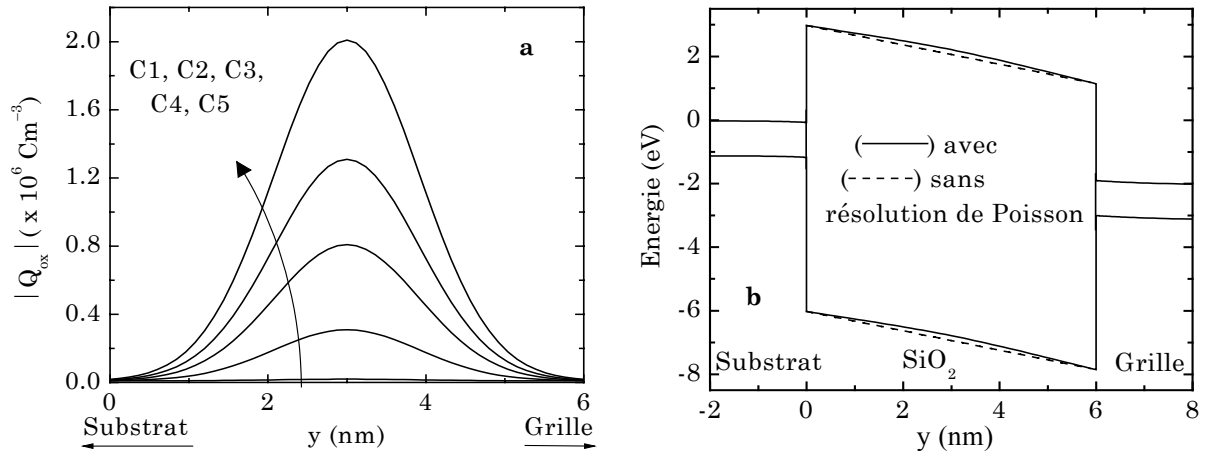 a
2.0
1.6
1.2
0.8
0.4
0.0
|Q_ox| ( x 10^6 Cm^−3)
C1, C2, C3,
C4, C5
0 2 4 6
Substrat y (nm) Grille
2
0
-2
-4
-6
-8
Energie (eV)
(———) avec
(------) sans
résolution de Poisson
b
Substrat SiO_2 Grille
-2 0 2 4 6 8
y (nm)